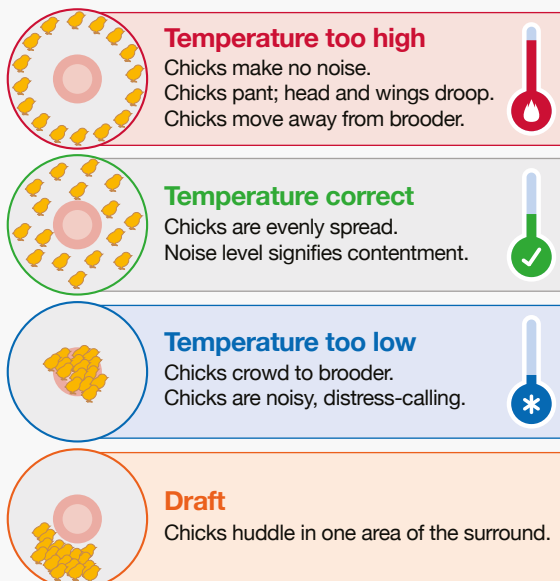 Temperature too high
Chicks make no noise.
Chicks pant; head and wings droop.
Chicks move away from brooder.
Temperature correct
Chicks are evenly spread.
Noise level signifies contentment.
Temperature too low
Chicks crowd to brooder.
Chicks are noisy, distress-calling.
Draft
Chicks huddle in one area of the surround.